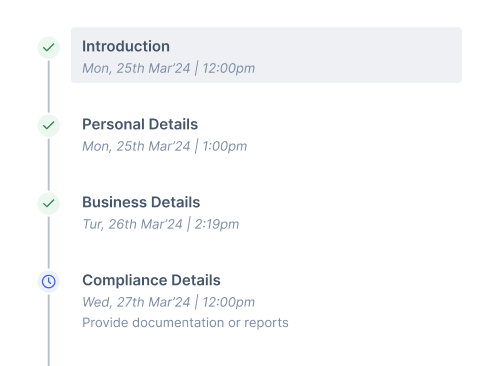 Introduction
Mon, 25th Mar'24 | 12:00pm
Personal Details
Mon, 25th Mar'24 | 1:00pm
Business Details
Tur, 26th Mar'24 | 2:19pm
Compliance Details
Wed, 27th Mar'24 | 12:00pm
Provide documentation or reports